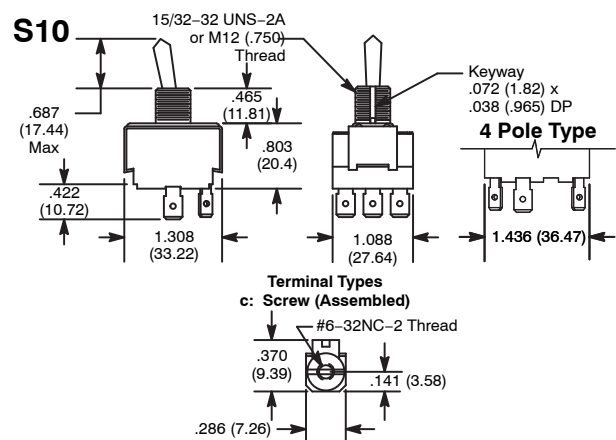 S10
15/32–32 UNS–2A
or M12 (.750)
Thread
.687
(17.44)
Max
.465
(11.81)
.803
(20.4)
.422
(10.72)
1.308
(33.22)
Keyway
.072 (1.82) x
.038 (.965) DP
4 Pole Type
1.088
(27.64)
1.436 (36.47)
Terminal Types
c: Screw (Assembled)
#6–32NC–2 Thread
.370
(9.39)
.141 (3.58)
.286 (7.26)